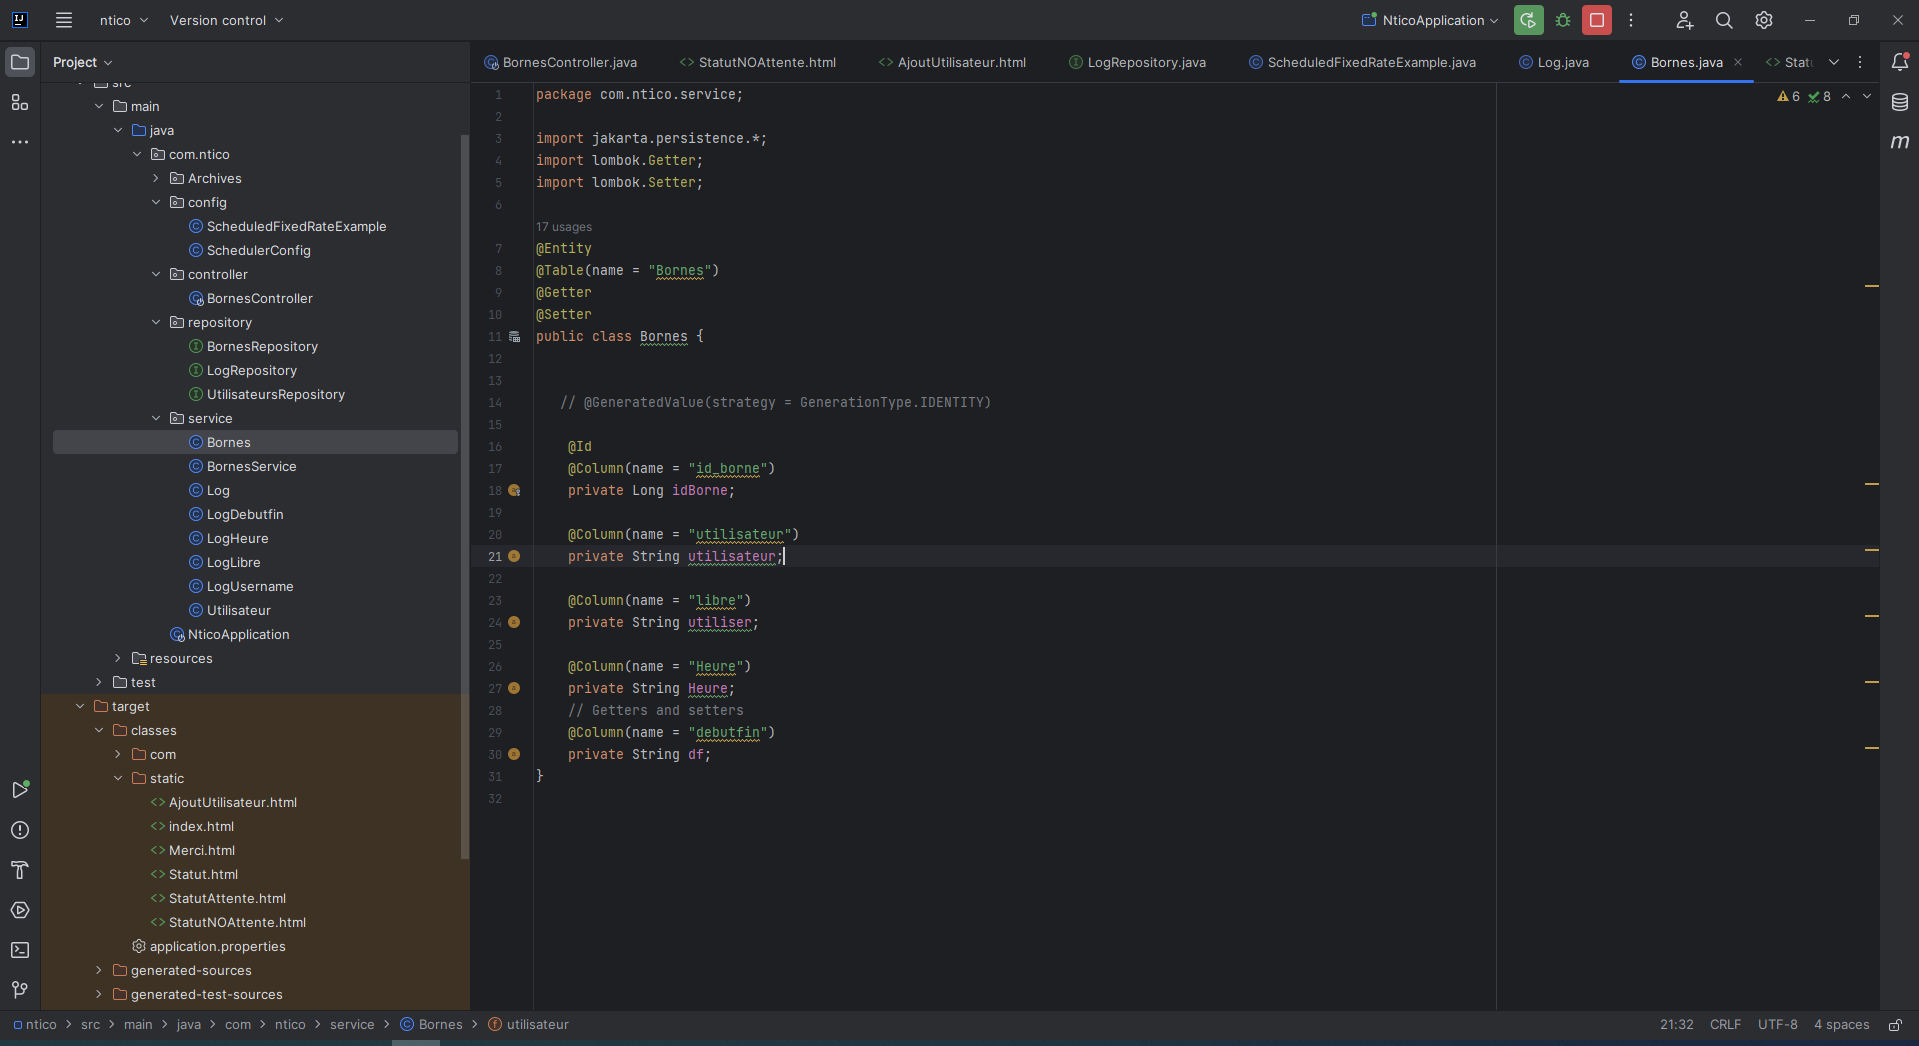 ntico
Version control
NticoApplication
Project
BornesController.java
StatutNOAttente.html
AjoutUtilisateur.html
LogRepository.java
ScheduledFixedRateExample.java
Log.java
Bornes.java
Statu
src
main
java
com.ntico
Archives
config
ScheduledFixedRateExample
SchedulerConfig
controller
BornesController
repository
BornesRepository
LogRepository
UtilisateursRepository
service
Bornes
BornesService
Log
LogDebutfin
LogHeure
LogLibre
LogUsername
Utilisateur
NticoApplication
resources
test
target
classes
com
static
AjoutUtilisateur.html
index.html
Merci.html
Statut.html
StatutAttente.html
StatutNOAttente.html
application.properties
generated-sources
generated-test-sources
6 8
1 package com.ntico.service;
2
3 import jakarta.persistence.*;
4 import lombok.Getter;
5 import lombok.Setter;
6
17 usages
7 @Entity
8 @Table(name = "Bornes")
9 @Getter
10 @Setter
11 public class Bornes {
12
13
14 // @GeneratedValue(strategy = GenerationType.IDENTITY)
15
16 @Id
17 @Column(name = "id_borne")
18 private Long idBorne;
19
20 @Column(name = "utilisateur")
21 private String utilisateur;
22
23 @Column(name = "libre")
24 private String utiliser;
25
26 @Column(name = "Heure")
27 private String Heure;
28 // Getters and setters
29 @Column(name = "debutfin")
30 private String df;
31 }
32
ntico > src > main > java > com > ntico > service > Bornes > utilisateur
21:32 CRLF UTF-8 4 spaces